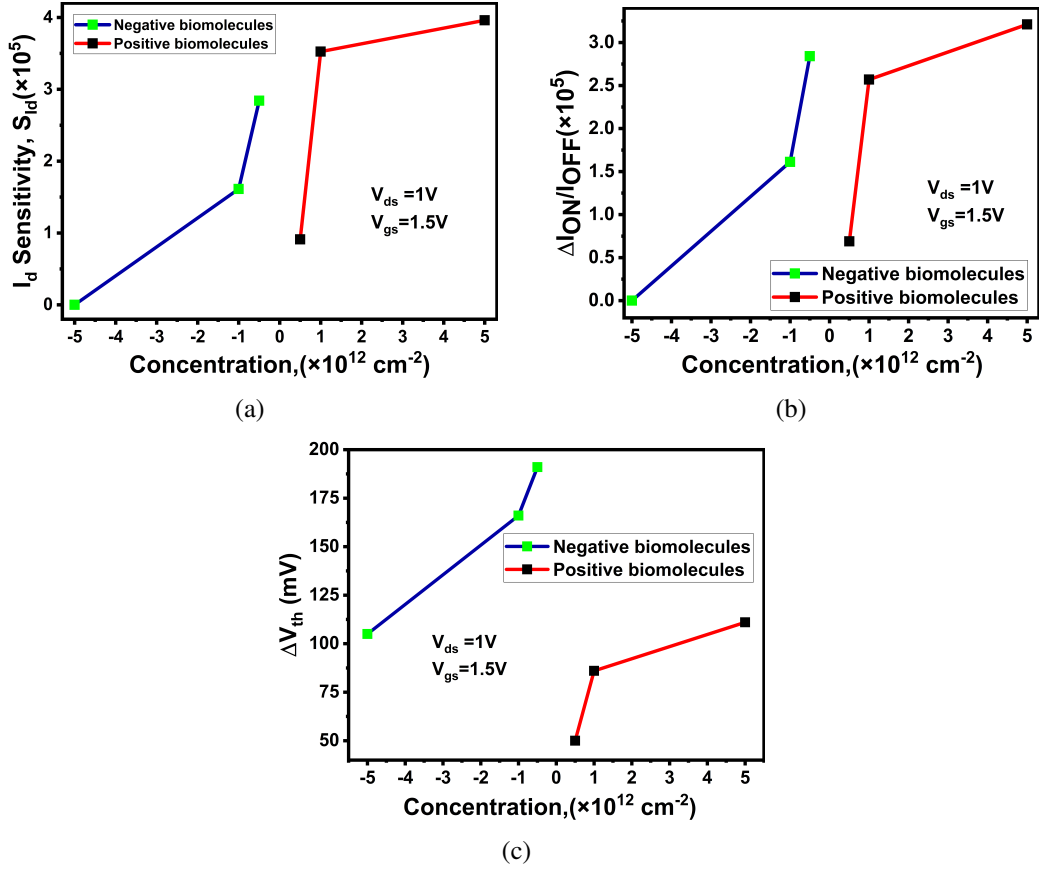 I_d Sensitivity, S_Id(×10^5)
4
3
2
1
0
Negative biomolecules
Positive biomolecules
V_ds =1V
V_gs=1.5V
-5 -4 -3 -2 -1 0 1 2 3 4 5
Concentration,(×10^12 cm^-2)
(a)
ΔI_ON/I_OFF(×10^5)
3.0
2.5
2.0
1.5
1.0
0.5
0.0
V_ds =1V
V_gs=1.5V
Negative biomolecules
Positive biomolecules
-5 -4 -3 -2 -1 0 1 2 3 4 5
Concentration,(×10^12 cm^-2)
(b)
ΔV_th (mV)
200
175
150
125
100
75
50
Negative biomolecules
Positive biomolecules
V_ds =1V
V_gs=1.5V
-5 -4 -3 -2 -1 0 1 2 3 4 5
Concentration,(×10^12 cm^-2)
(c)